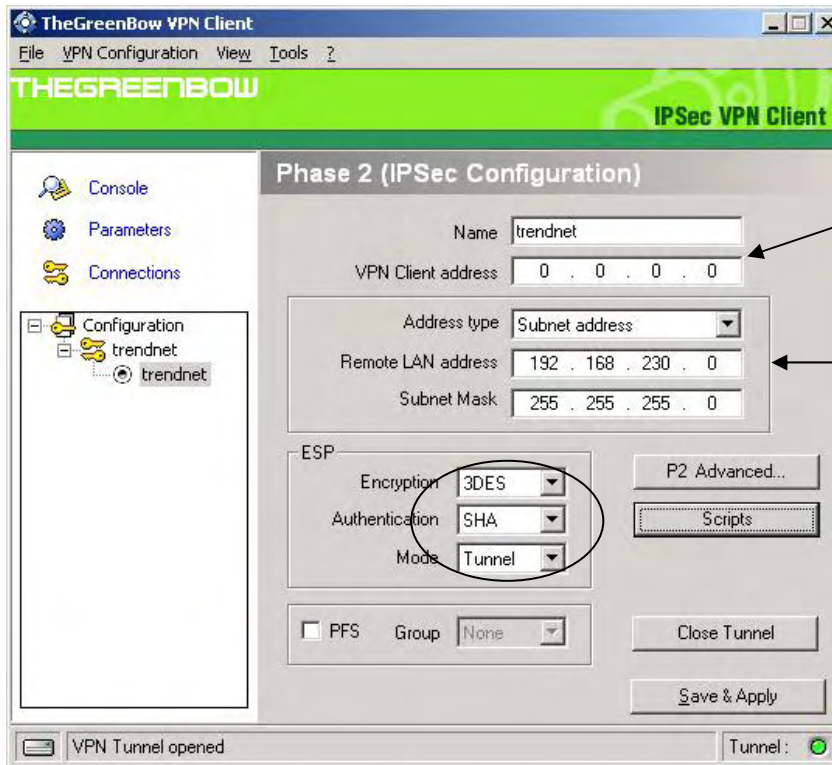 TheGreenBow VPN Client
File VPN Configuration View Tools ?
THEGREENBOW
IPSec VPN Client
Console
Parameters
Connections
Configuration
trendnet
trendnet
Phase 2 (IPSec Configuration)
Name trendnet
VPN Client address 0 . 0 . 0 . 0
Address type Subnet address
Remote LAN address 192 . 168 . 230 . 0
Subnet Mask 255 . 255 . 255 . 0
ESP
Encryption 3DES
Authentication SHA
Mode Tunnel
P2 Advanced...
Scripts
PFS Group None
Close Tunnel
Save & Apply
VPN Tunnel opened
Tunnel :